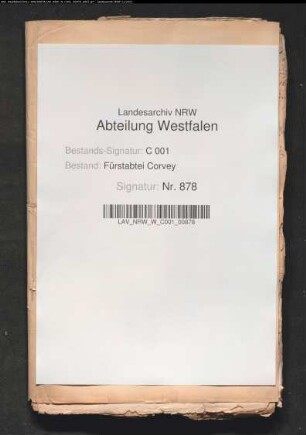 Landesarchiv NRW
Abteilung Westfalen
Bestands-Signatur: C 001
Bestand: Fürstabtei Corvey
Signatur: Nr. 878
LAV_NRW_W_C001_00878